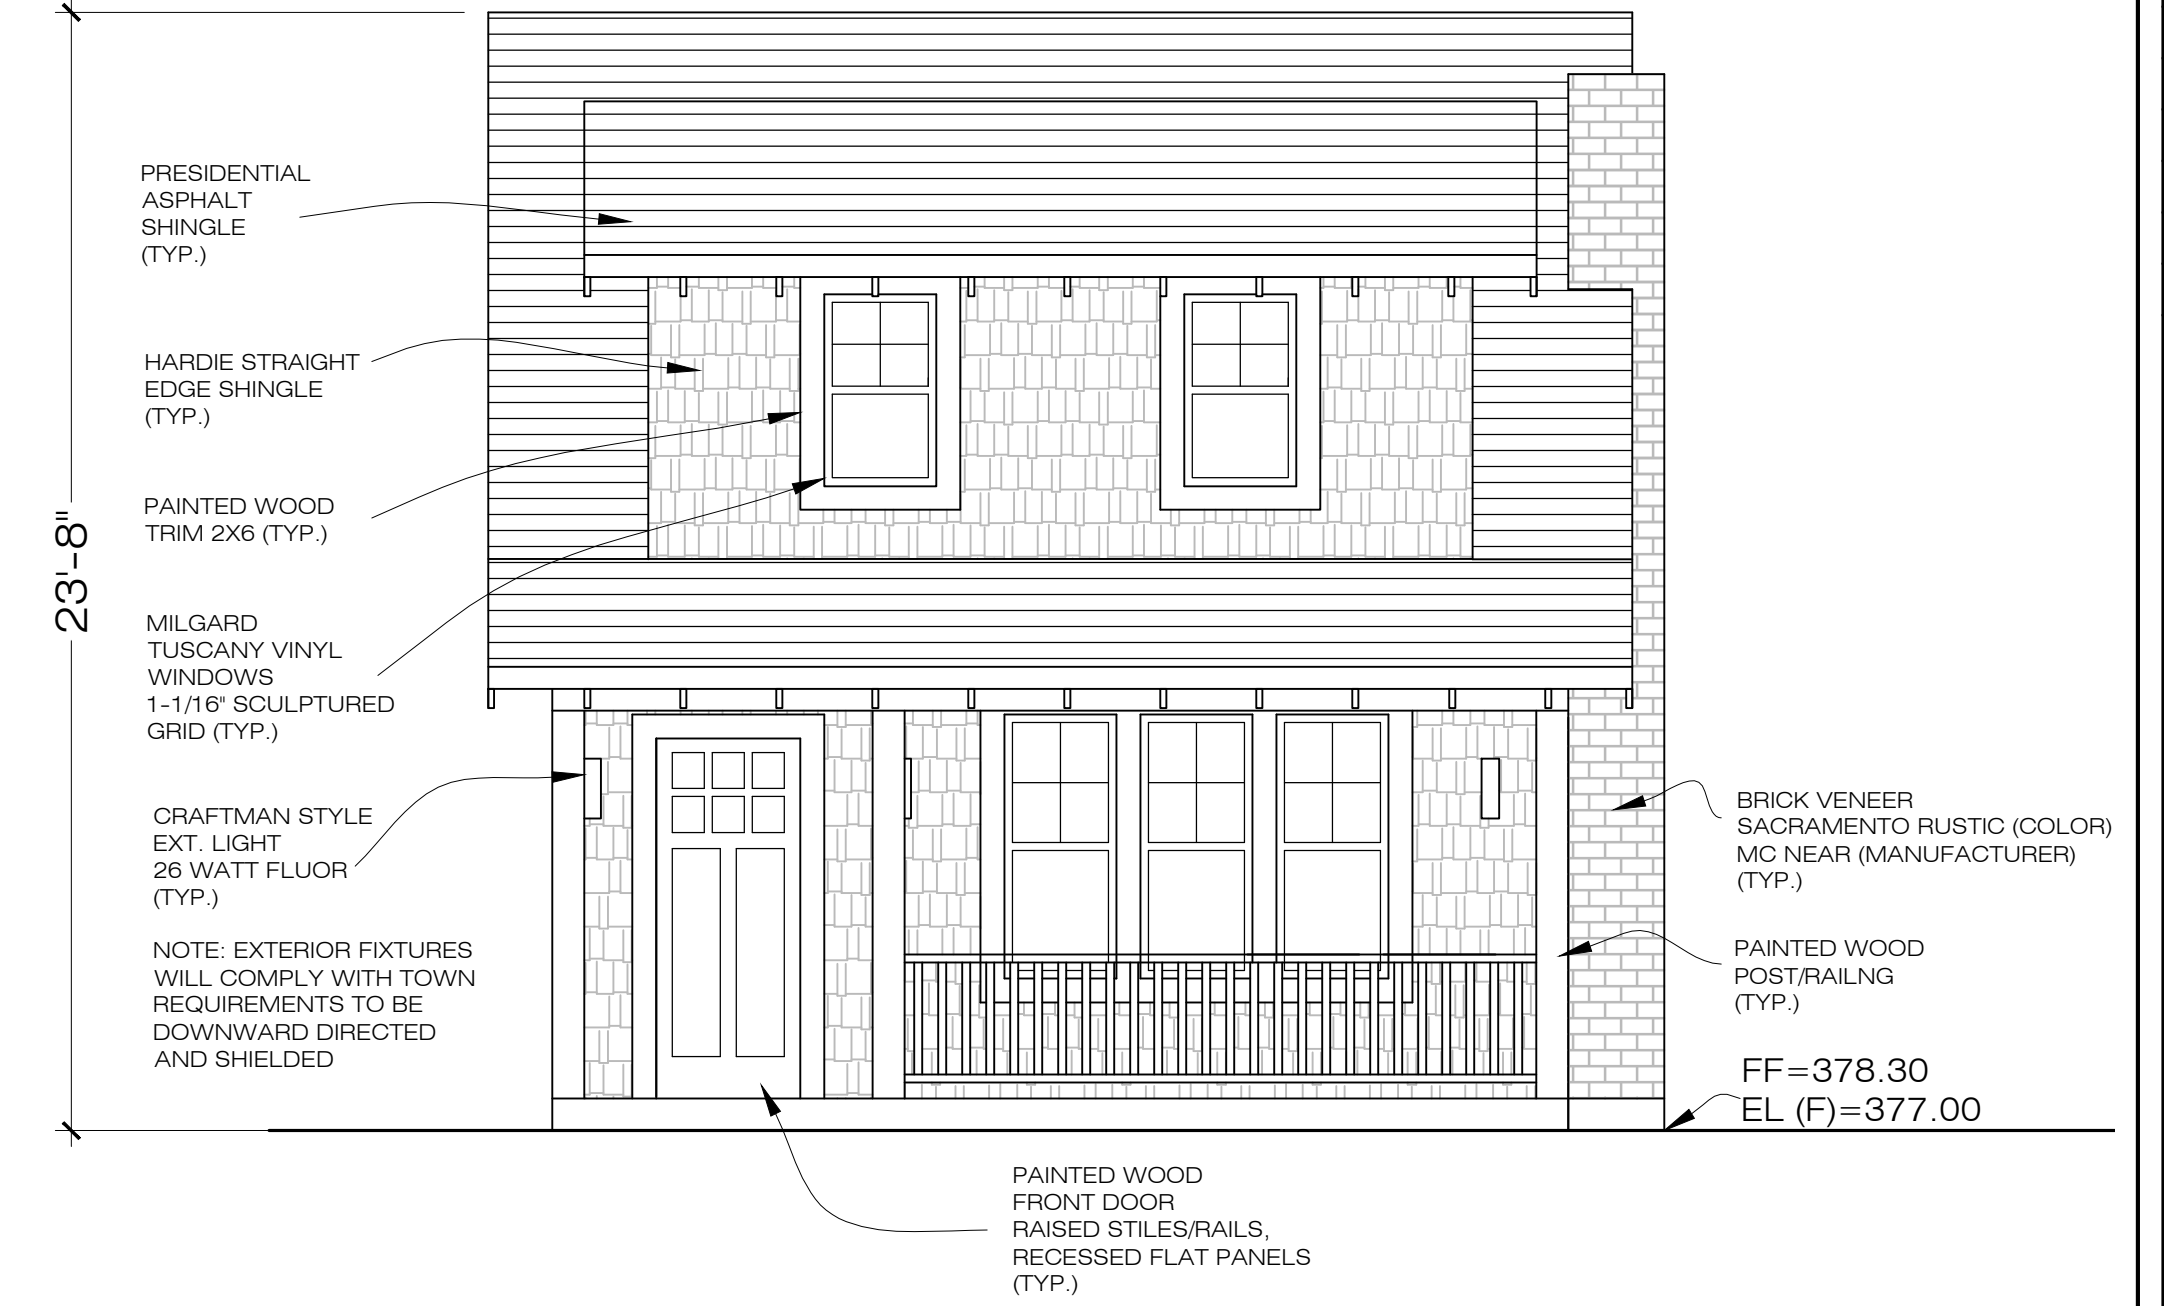 PRESIDENTIAL
ASPHALT
SHINGLE
(TYP.)
HARDIE STRAIGHT
EDGE SHINGLE
(TYP.)
PAINTED WOOD
TRIM 2X6 (TYP.)
23'-8"
MILGARD
TUSCANY VINYL
WINDOWS
1-1/16" SCULPTURED
GRID (TYP.)
CRAFTMAN STYLE
EXT. LIGHT
26 WATT FLUOR
(TYP.)
NOTE: EXTERIOR FIXTURES
WILL COMPLY WITH TOWN
REQUIREMENTS TO BE
DOWNWARD DIRECTED
AND SHIELDED
BRICK VENEER
SACRAMENTO RUSTIC (COLOR)
MC NEAR (MANUFACTURER)
(TYP.)
PAINTED WOOD
POST/RAILNG
(TYP.)
FF=378.30
EL (F)=377.00
PAINTED WOOD
FRONT DOOR
RAISED STILES/RAILS,
RECESSED FLAT PANELS
(TYP.)